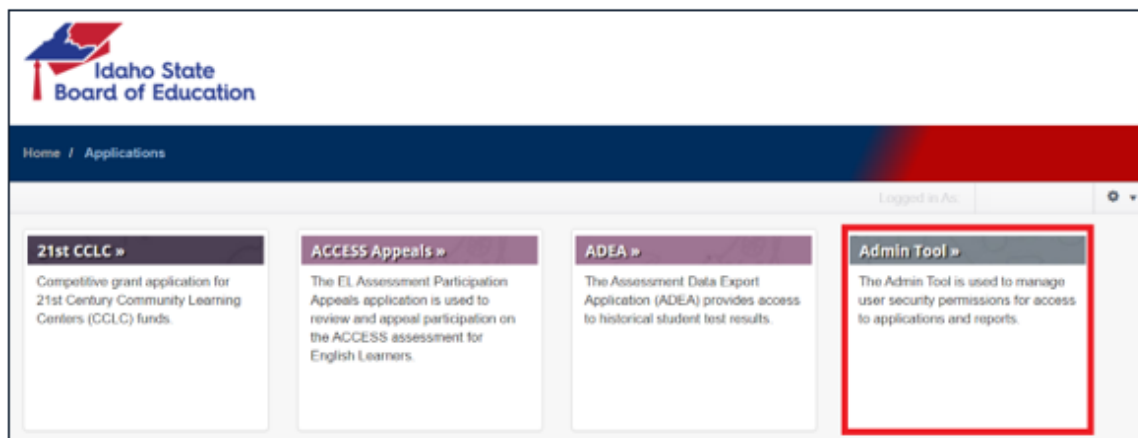 Idaho State
Board of Education
Home / Applications
Logged in As:
21st CCLC »
Competitive grant application for
21st Century Community Learning
Centers (CCLC) funds.
ACCESS Appeals »
The EL Assessment Participation
Appeals application is used to
review and appeal participation on
the ACCESS assessment for
English Learners.
ADEA »
The Assessment Data Export
Application (ADEA) provides access
to historical student test results.
Admin Tool »
The Admin Tool is used to manage
user security permissions for access
to applications and reports.